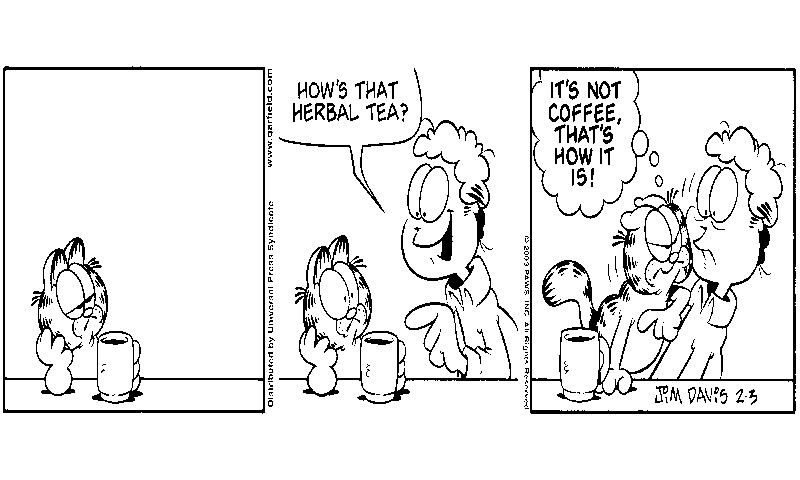 www.garfield.com
Distributed by Universal Press Syndicate
HOW'S THAT
HERBAL TEA?
© 2003 PAWS, INC. All Rights Reserved.
IT'S NOT
COFFEE,
THAT'S
HOW IT
IS!
JIM DAVIS 2·3